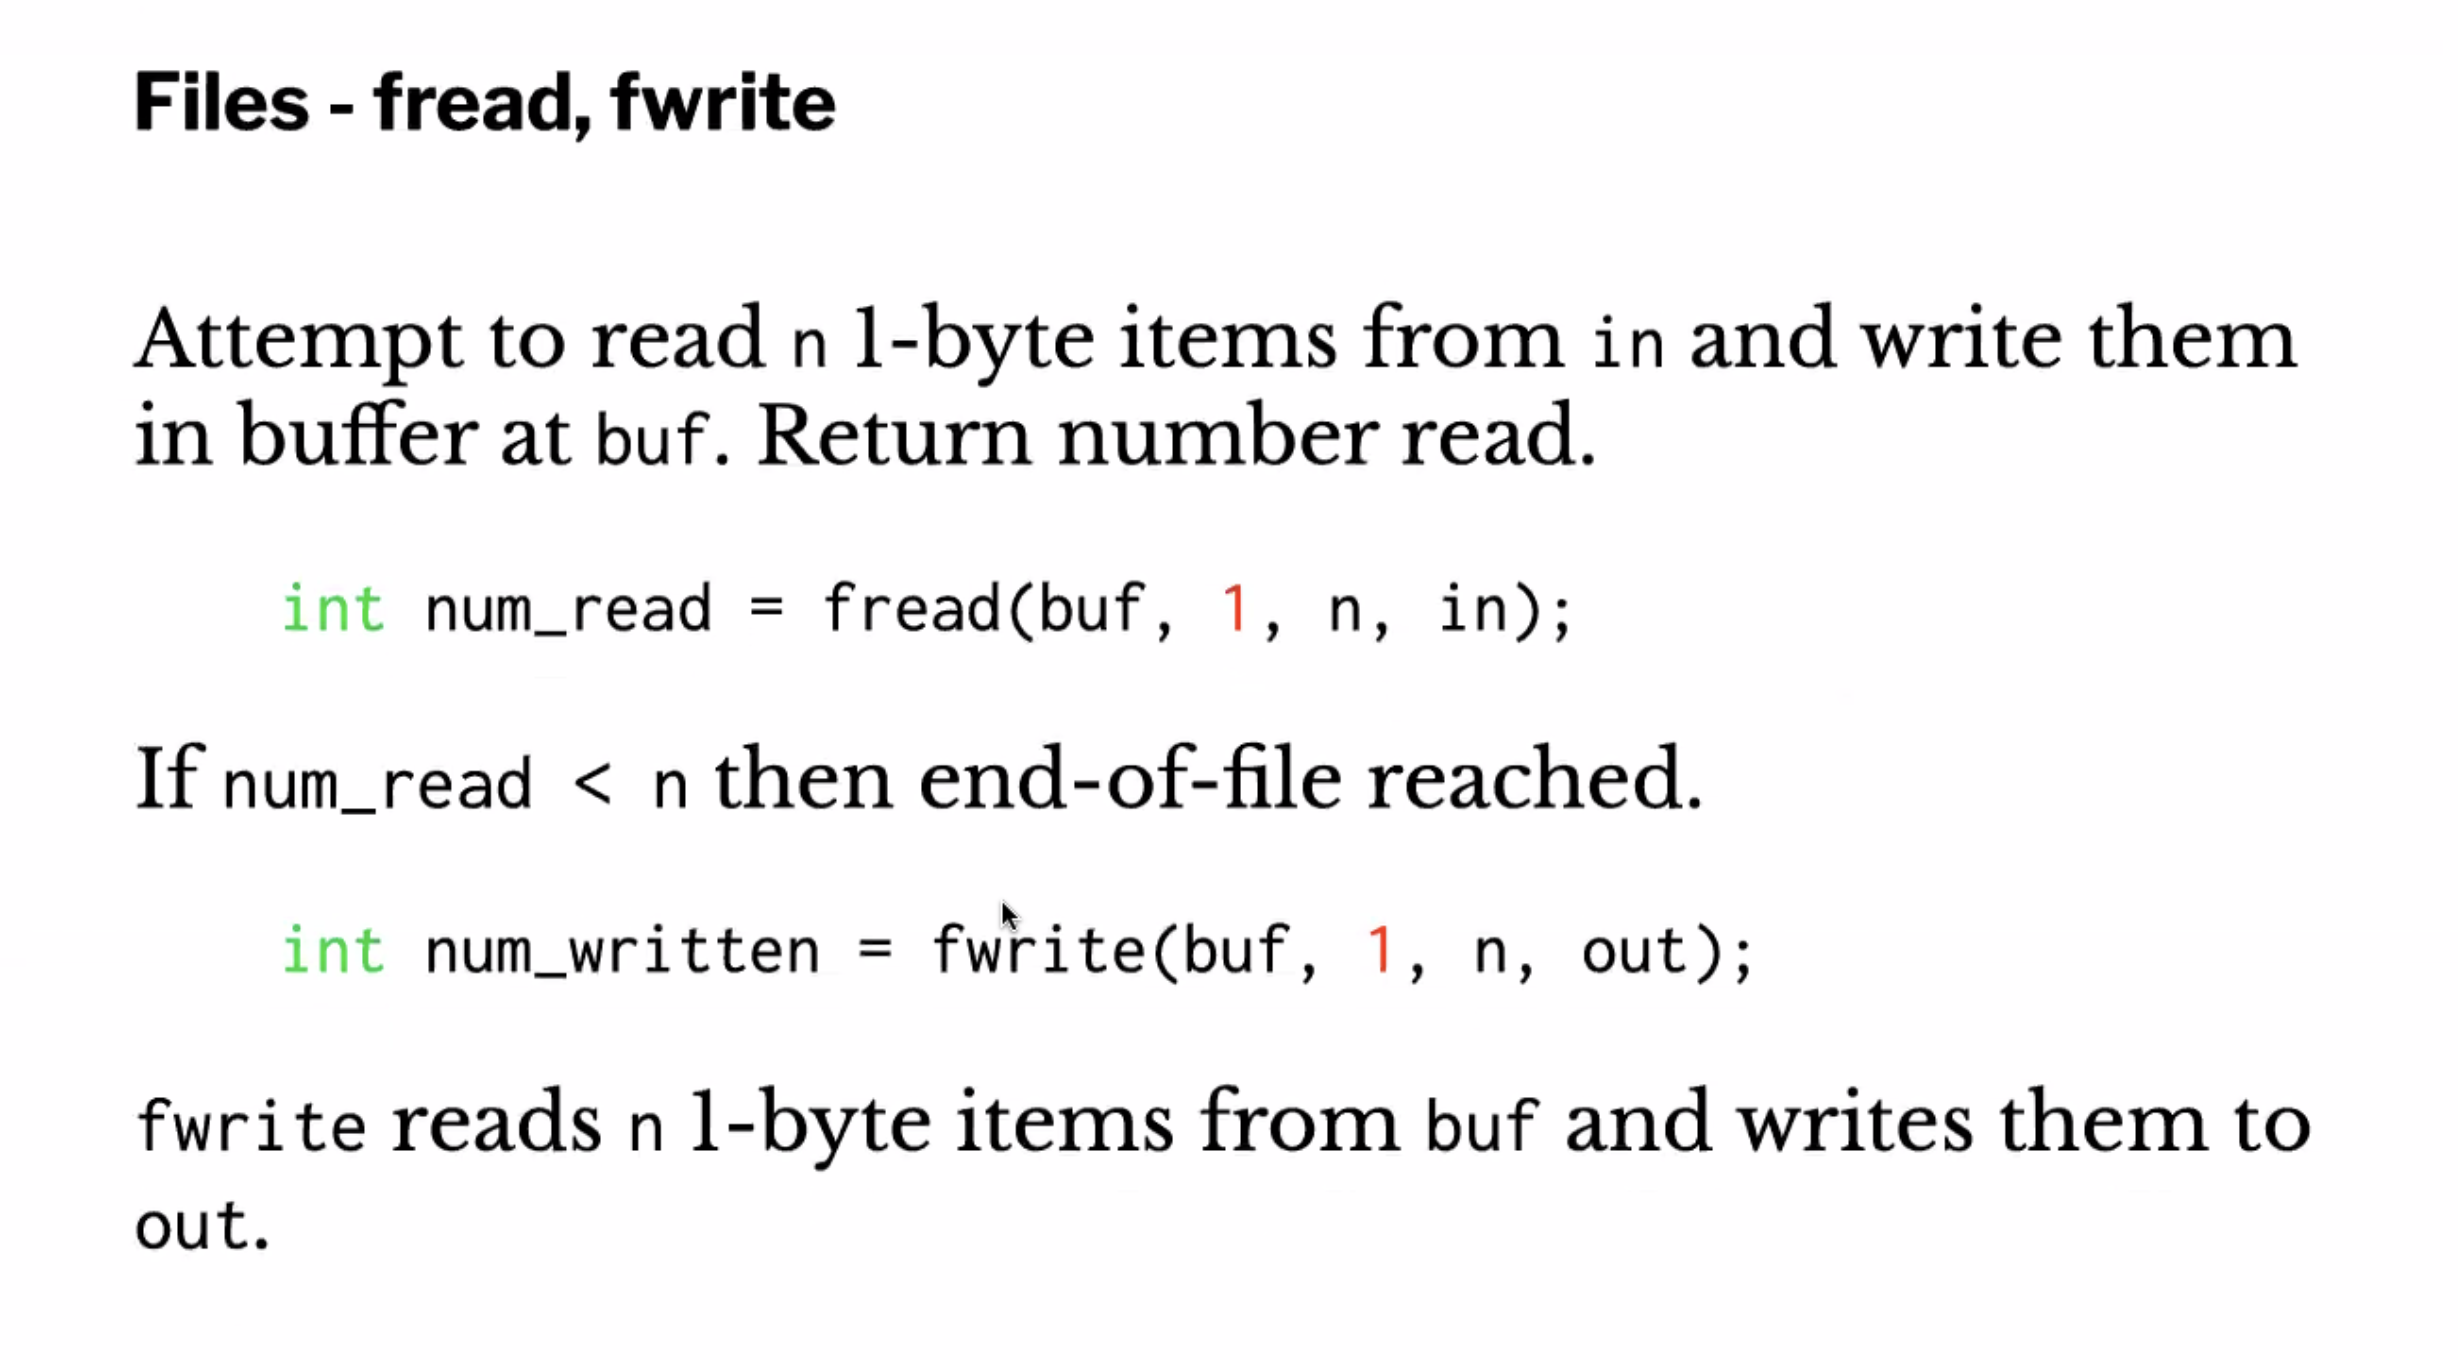 Files - fread, fwrite
Attempt to read n 1-byte items from in and write them
in buffer at buf. Return number read.
int num_read = fread(buf, 1, n, in);
If num_read < n then end-of-file reached.
int num_written = fwrite(buf, 1, n, out);
fwrite reads n 1-byte items from buf and writes them to
out.